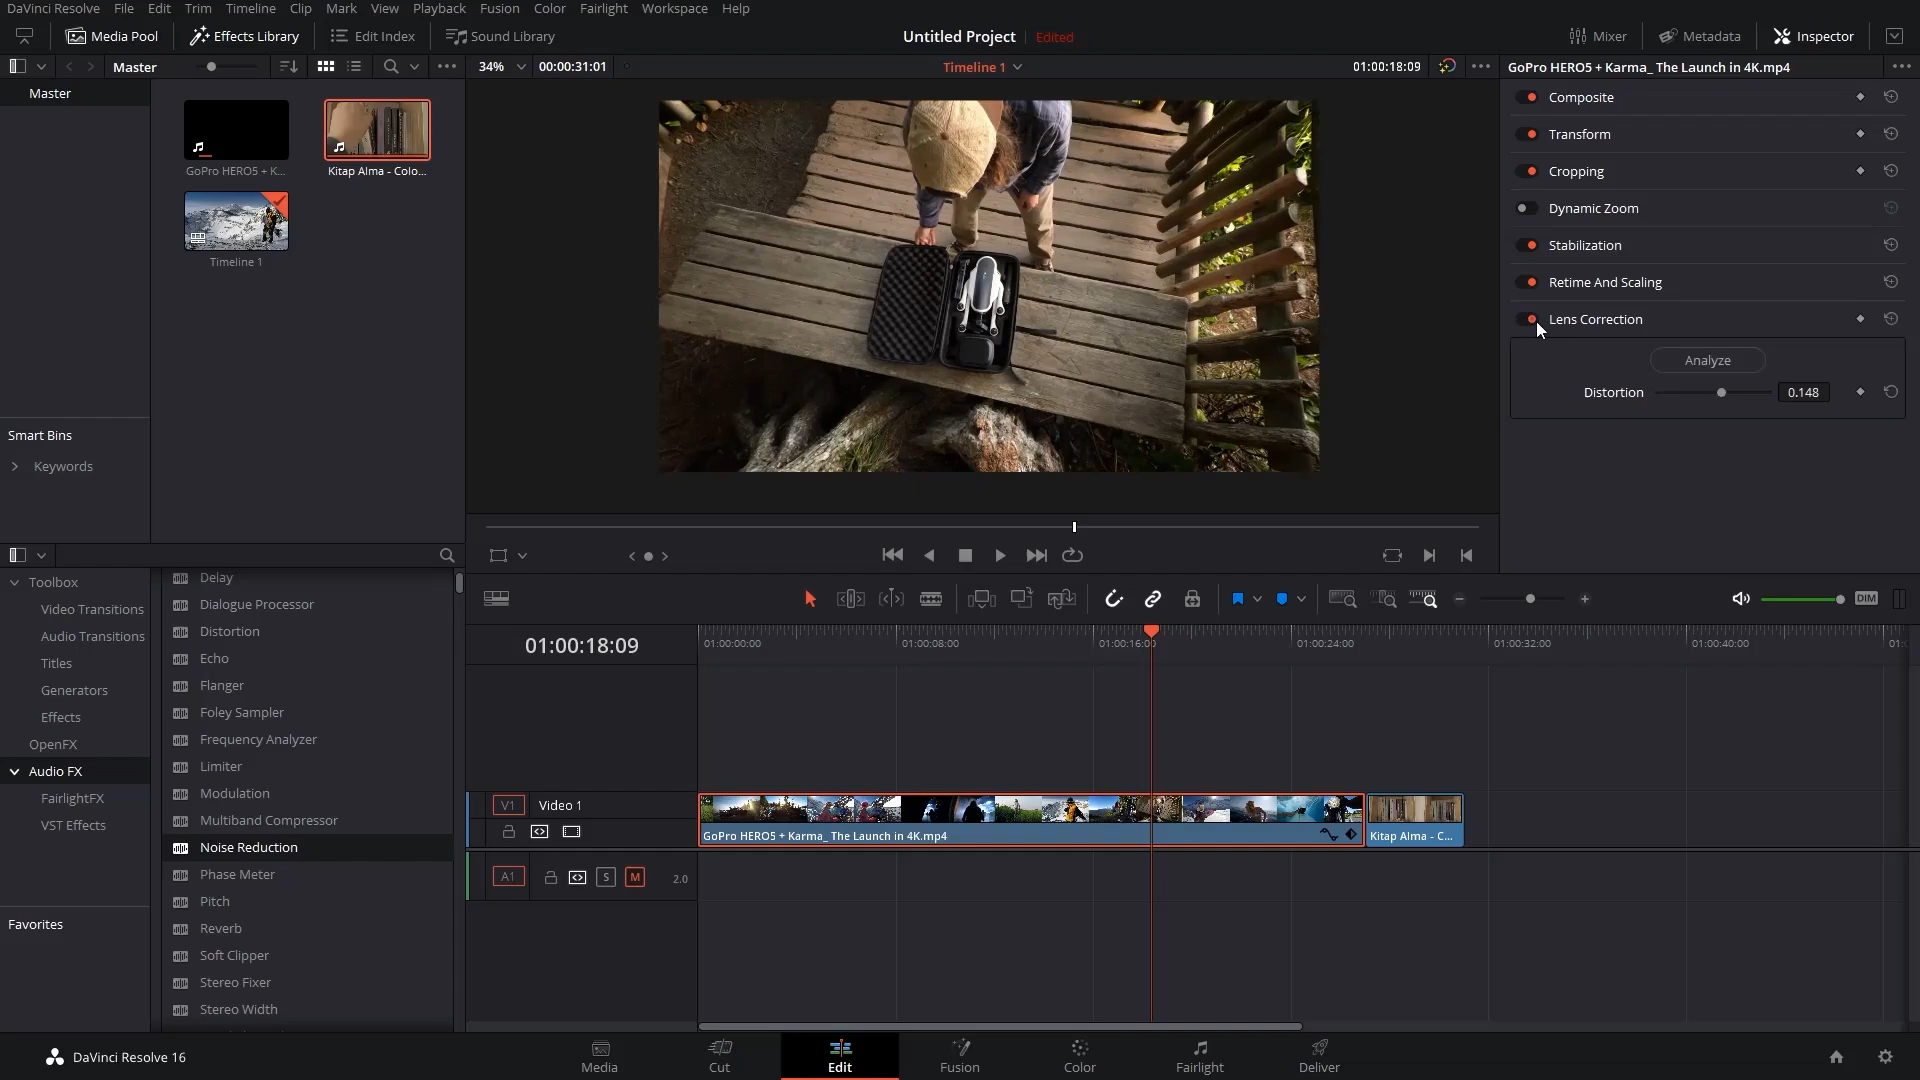 DaVinci Resolve File Edit Trim Timeline Clip Mark View Playback Fusion Color Fairlight Workspace Help
Media Pool Effects Library Edit Index Sound Library Untitled Project Edited Mixer Metadata Inspector
Master 34% 00:00:31:01 Timeline 1 01:00:18:09 GoPro HERO5 + Karma_ The Launch in 4K.mp4
Master
GoPro HERO5 + K...
Kitap Alma - Colo...
Timeline 1
Smart Bins
Keywords
Composite
Transform
Cropping
Dynamic Zoom
Stabilization
Retime And Scaling
Lens Correction
Analyze
Distortion 0.148
Toolbox
Video Transitions
Audio Transitions
Titles
Generators
Effects
OpenFX
Audio FX
FairlightFX
VST Effects
Favorites
Delay
Dialogue Processor
Distortion
Echo
Flanger
Foley Sampler
Frequency Analyzer
Limiter
Modulation
Multiband Compressor
Noise Reduction
Phase Meter
Pitch
Reverb
Soft Clipper
Stereo Fixer
Stereo Width
DIM
01:00:18:09
01:00:00:00 01:00:08:00 01:00:16:00 01:00:24:00 01:00:32:00 01:00:40:00
V1 Video 1
GoPro HERO5 + Karma_ The Launch in 4K.mp4
Kitap Alma - C...
A1 S M 2.0
DaVinci Resolve 16
Media Cut Edit Fusion Color Fairlight Deliver